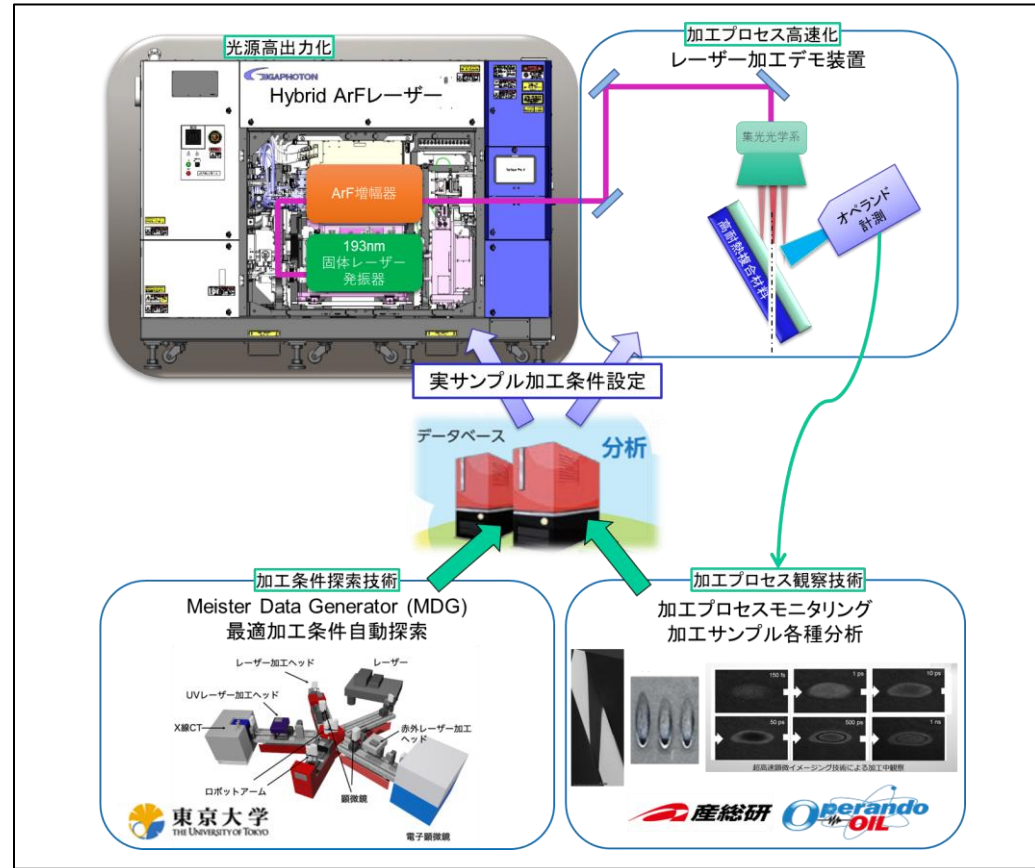 光源高出力化
GIGAPHOTON
Hybrid ArFレーザー
ArF増幅器
193nm
固体レーザー
発振器
加工プロセス高速化
レーザー加工デモ装置
集光光学系
オペランド
計測
高耐熱複合材料
実サンプル加工条件設定
データベース
分析
加工条件探索技術
Meister Data Generator (MDG)
最適加工条件自動探索
レーザー加工ヘッド
レーザー
UVレーザー加工ヘッド
X線CT
赤外レーザー加工
ヘッド
ロボットアーム
顕微鏡
電子顕微鏡
東京大学
THE UNIVERSITY OF TOKYO
加工プロセス観察技術
加工プロセスモニタリング
加工サンプル各種分析
150 fs
1 ps
10 ps
50 ps
500 ps
1 ns
超高速顕微イメージング技術による加工中観察
産総研
Operando
OIL